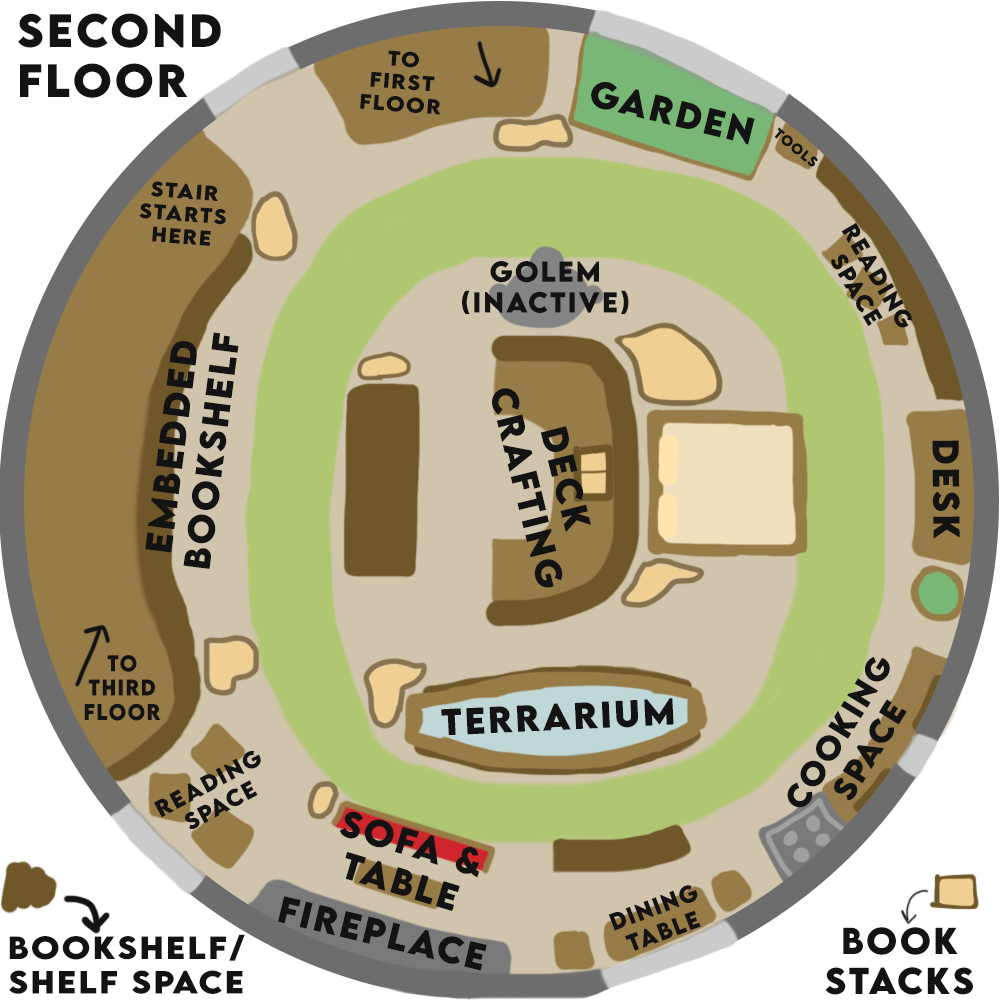 SECOND
FLOOR
TO
FIRST
FLOOR
GARDEN
TOOLS
STAIR
STARTS
HERE
READING
SPACE
GOLEM
(INACTIVE)
EMBEDDED
BOOKSHELF
DECK
CRAFTING
DESK
TO
THIRD
FLOOR
TERRARIUM
COOKING
SPACE
READING
SPACE
SOFA &
TABLE
FIREPLACE
DINING
TABLE
BOOKSHELF/
SHELF SPACE
BOOK
STACKS